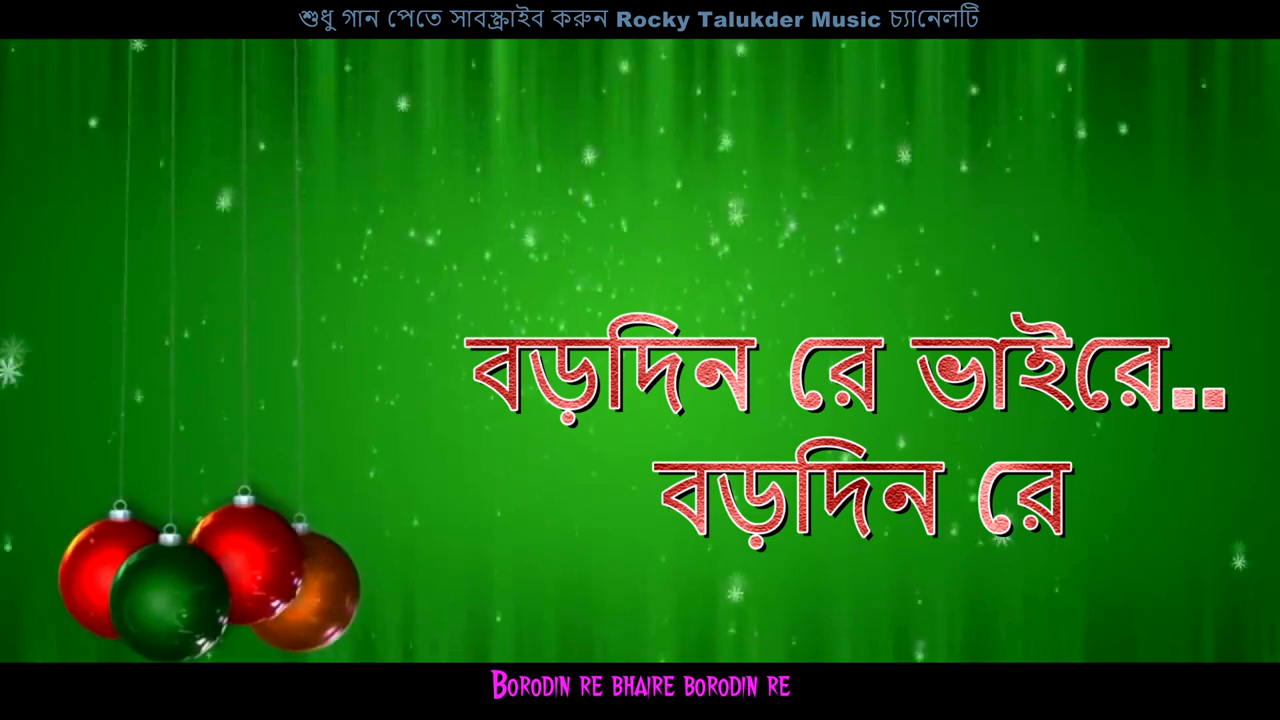 শুধু গান পেতে সাবস্ক্রাইব করুন Rocky Talukder Music চ্যানেলটি
বড়দিন রে ভাইরে..
বড়দিন রে
Borodin re bhaire borodin re